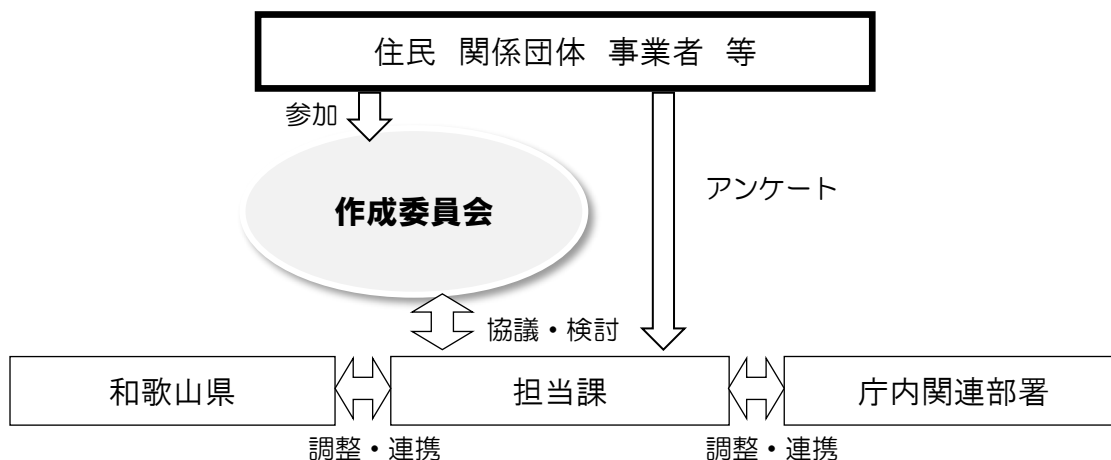 住民 関係団体 事業者 等
参加
アンケート
作成委員会
協議・検討
和歌山県
担当課
庁内関連部署
調整・連携
調整・連携